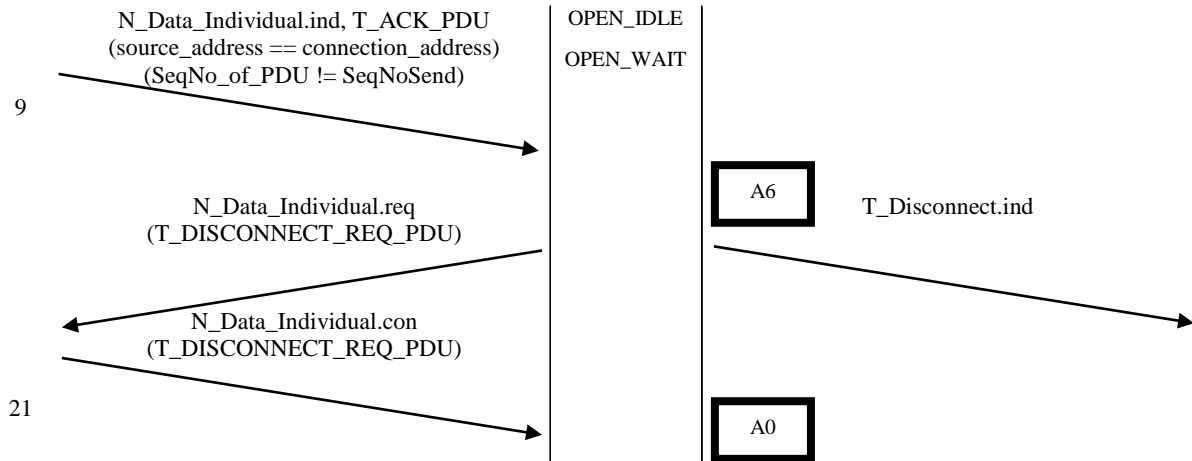 N_Data_Individual.ind, T_ACK_PDU
(source_address == connection_address)
(SeqNo_of_PDU != SeqNoSend)
OPEN_IDLE
OPEN_WAIT
9
A6
T_Disconnect.ind
N_Data_Individual.req
(T_DISCONNECT_REQ_PDU)
N_Data_Individual.con
(T_DISCONNECT_REQ_PDU)
21
A0